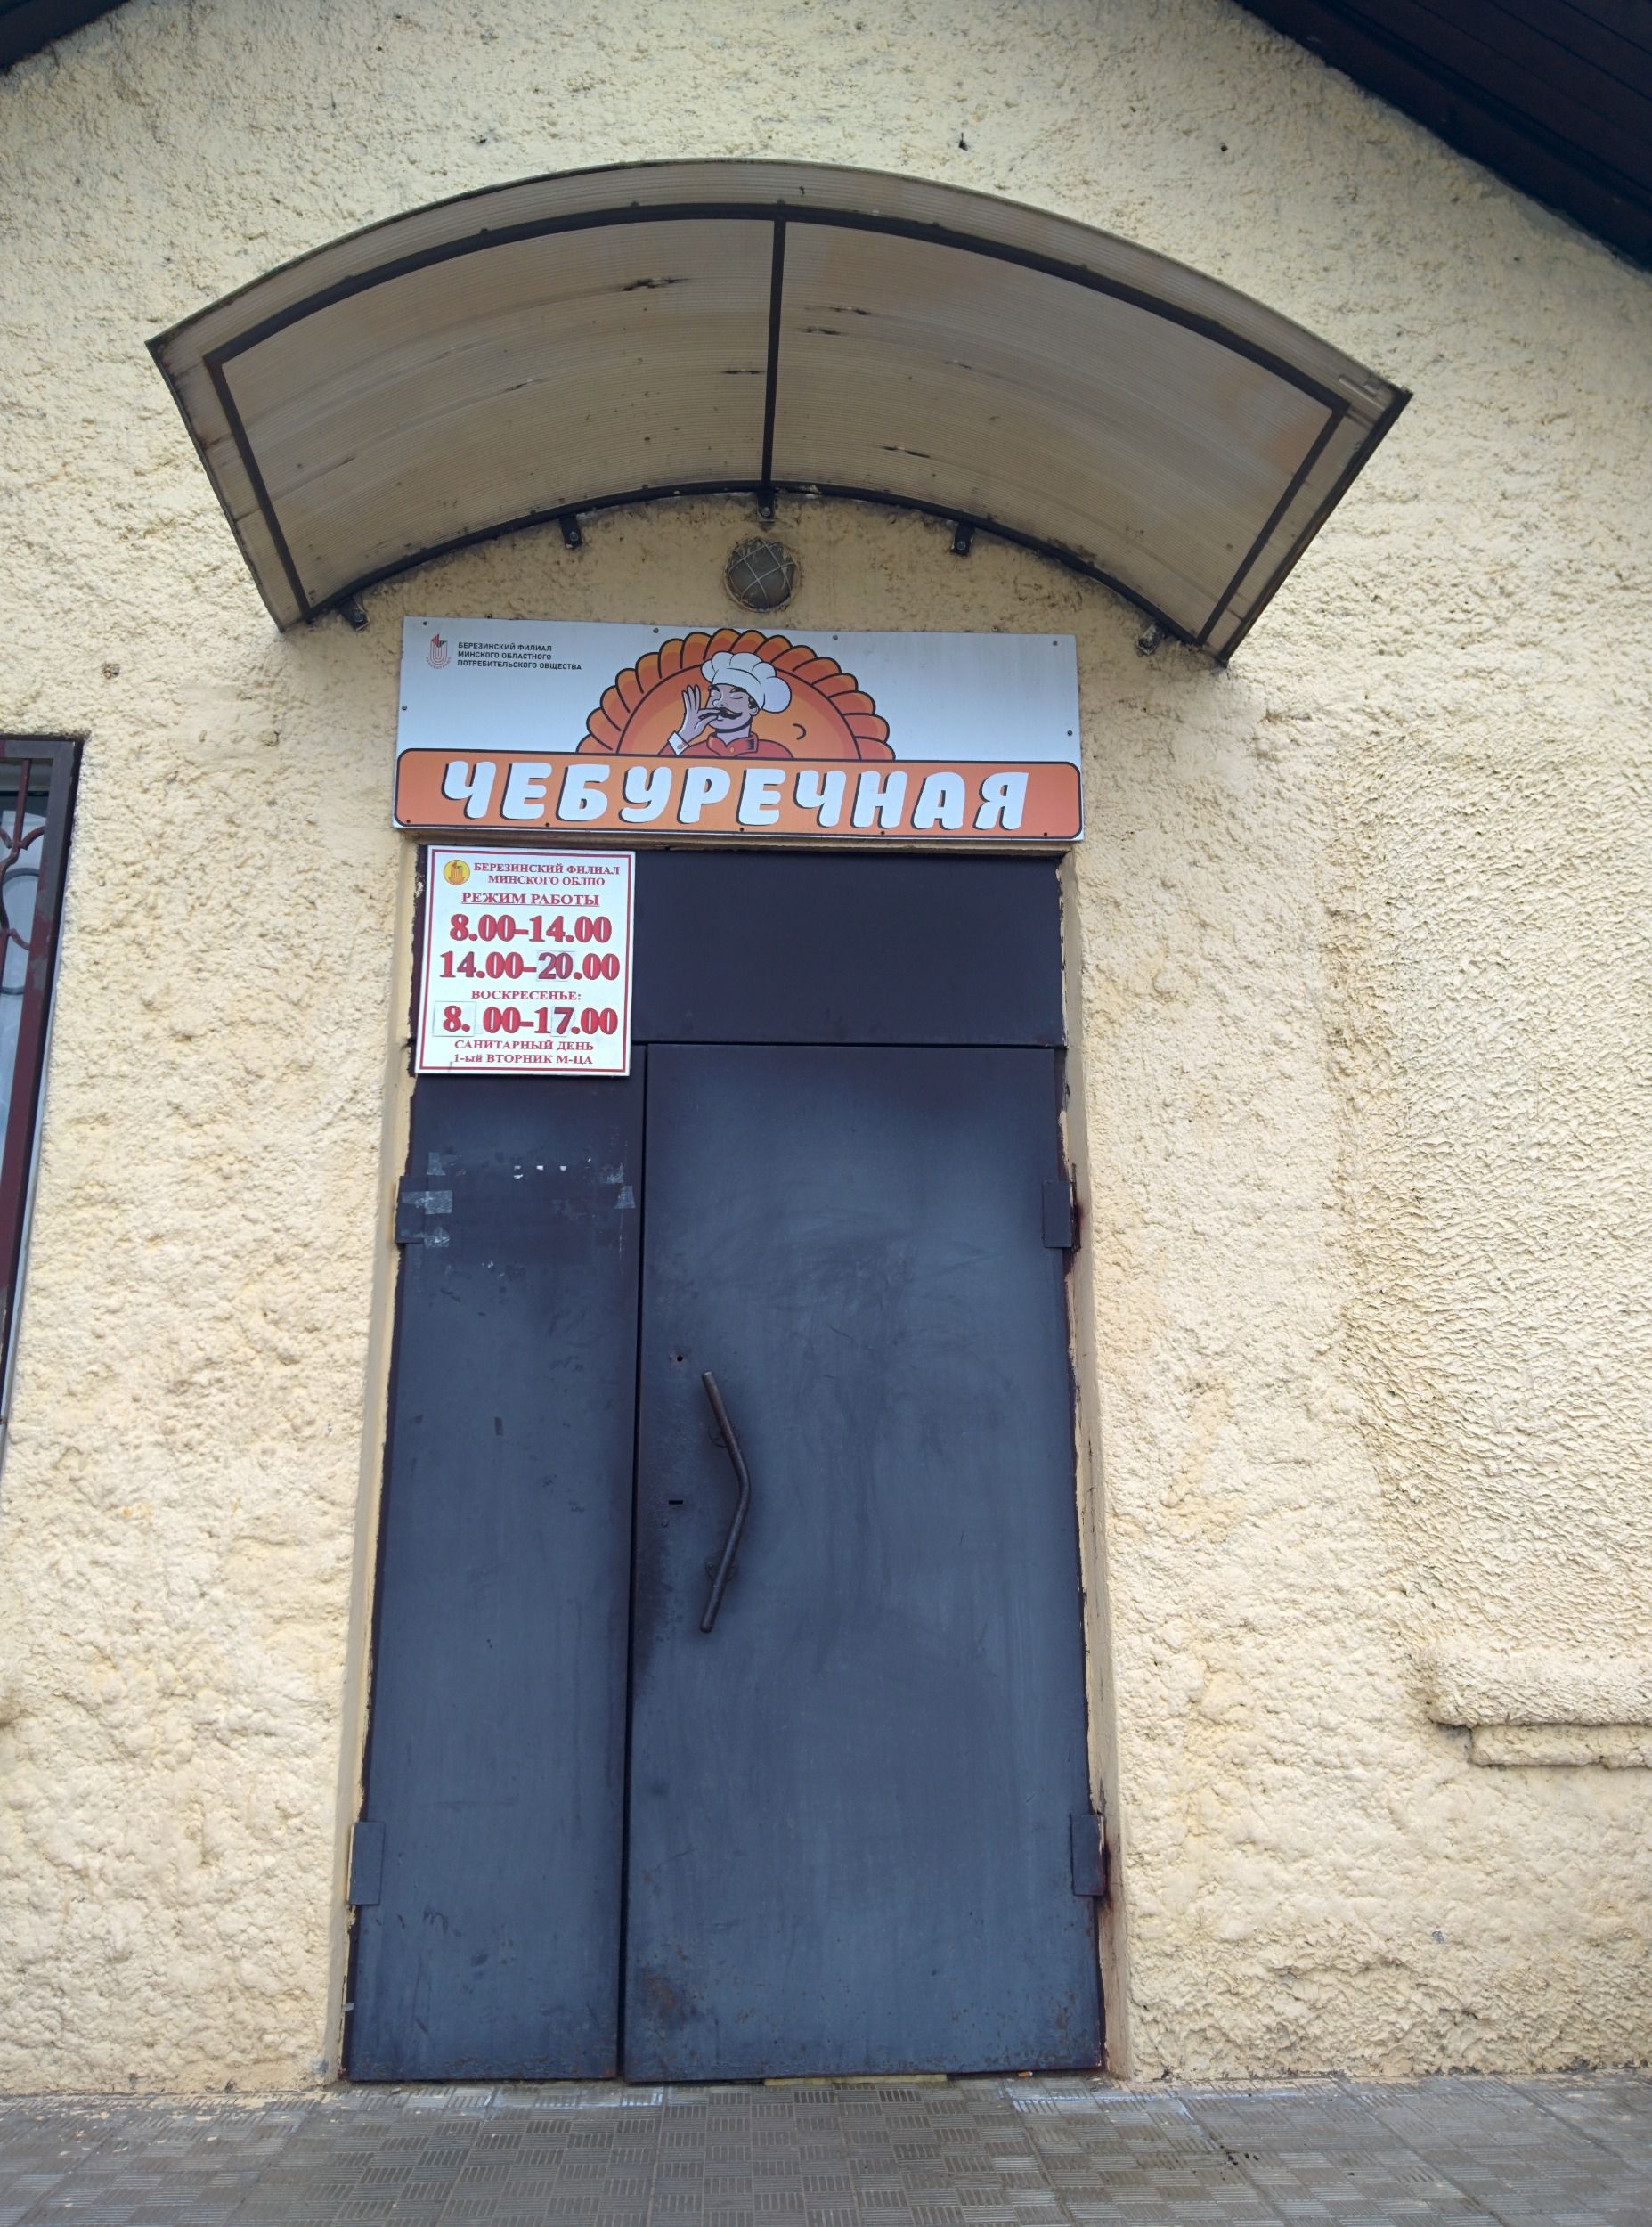 БЕРЕЗИНСКИЙ ФИЛИАЛ
МИНСКОГО ОБЛАСТНОГО
ПОТРЕБИТЕЛЬСКОГО ОБЩЕСТВА
ЧЕБУРЕЧНАЯ
БЕРЕЗИНСКИЙ ФИЛИАЛ
МИНСКОГО ОБЛПО
РЕЖИМ РАБОТЫ
8.00-14.00
14.00-20.00
ВОСКРЕСЕНЬЕ:
8. 00-17.00
САНИТАРНЫЙ ДЕНЬ
1-ый ВТОРНИК М-ЦА